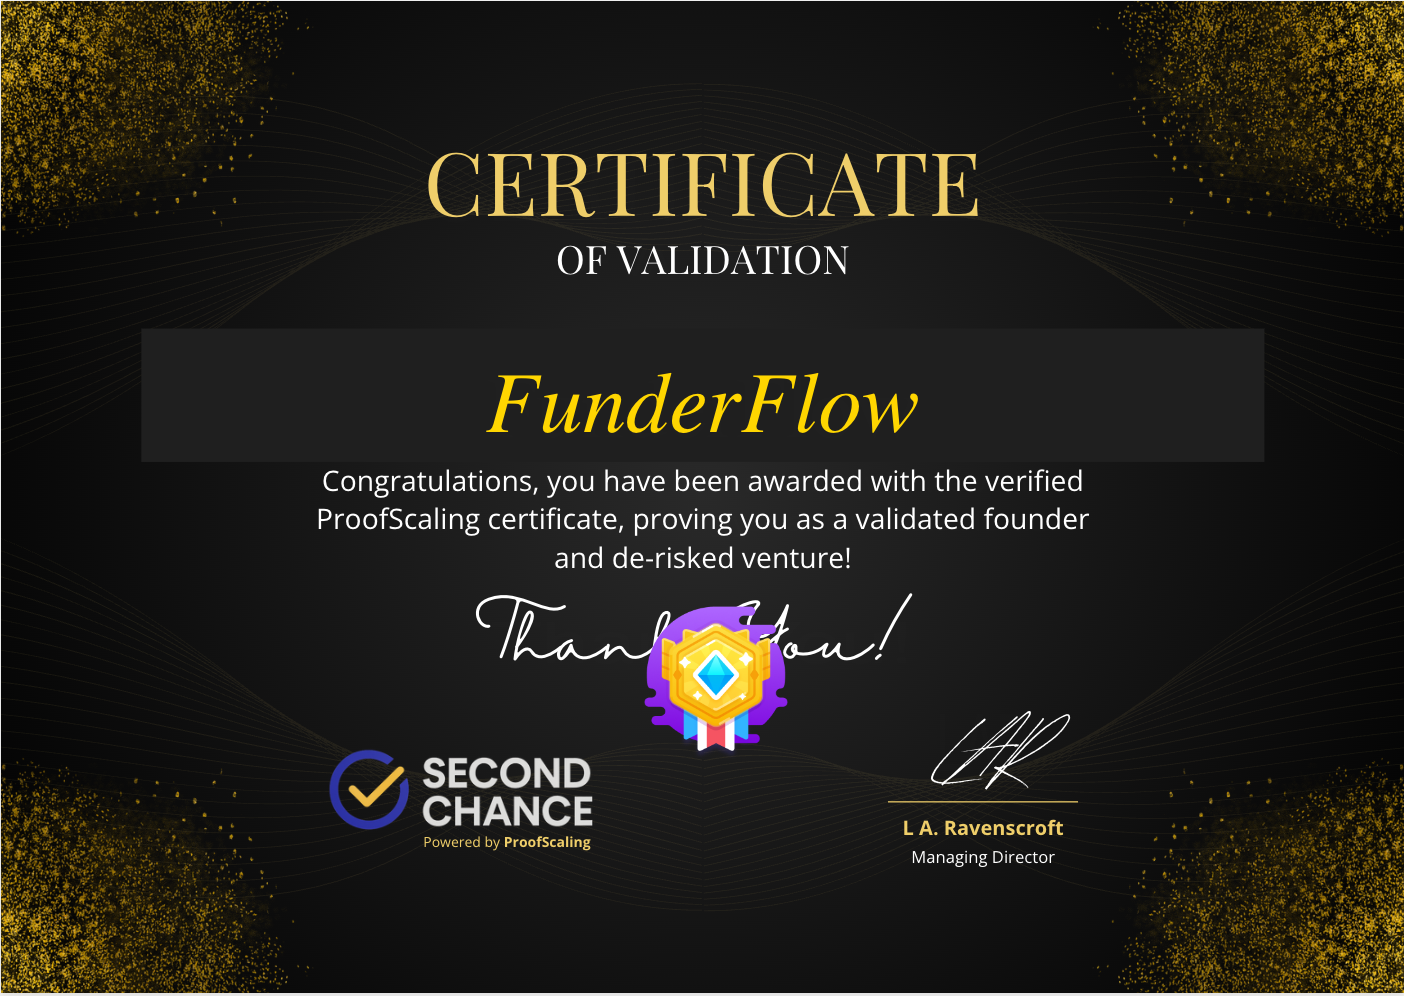 CERTIFICATE
OF VALIDATION
FunderFlow
Congratulations, you have been awarded with the verified
ProofScaling certificate, proving you as a validated founder
and de-risked venture!
Thank You!
SECOND
CHANCE
Powered by ProofScaling
L A. Ravenscroft
Managing Director